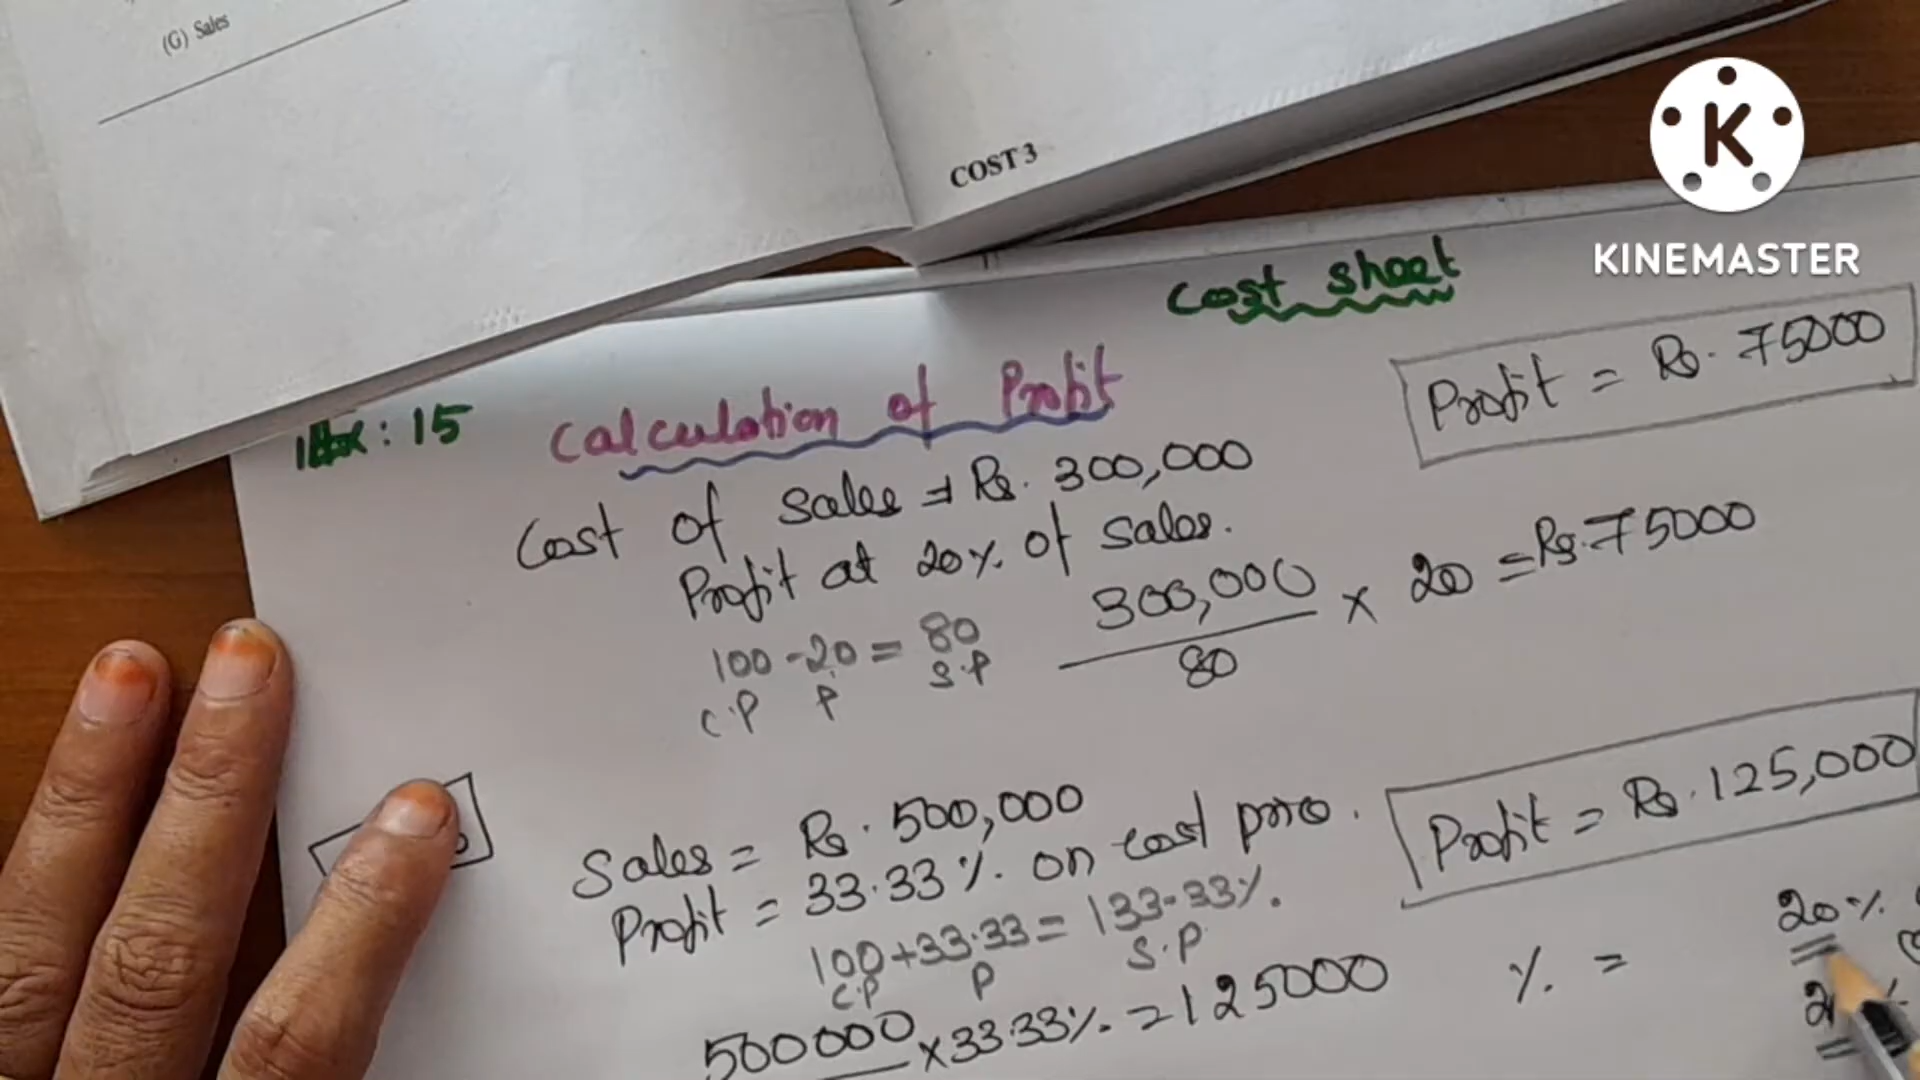 (G) Sales
COST 3
K
KINEMASTER
Cost sheet
Profit = Rs. 75000
: 15
Calculation of Profit
Cost of sales = Rs. 300,000
Profit at 20% of sales.
300,000 × 20 = Rs. 75000
80
100 - 20 = 80
C.P P S.P
Sales = Rs. 500,000
Profit = 33.33% on cost price.
Profit = Rs. 125,000
100 + 33.33 = 133.33%.
C.P P S.P
500000 × 33.33% = 125000
% =
20%